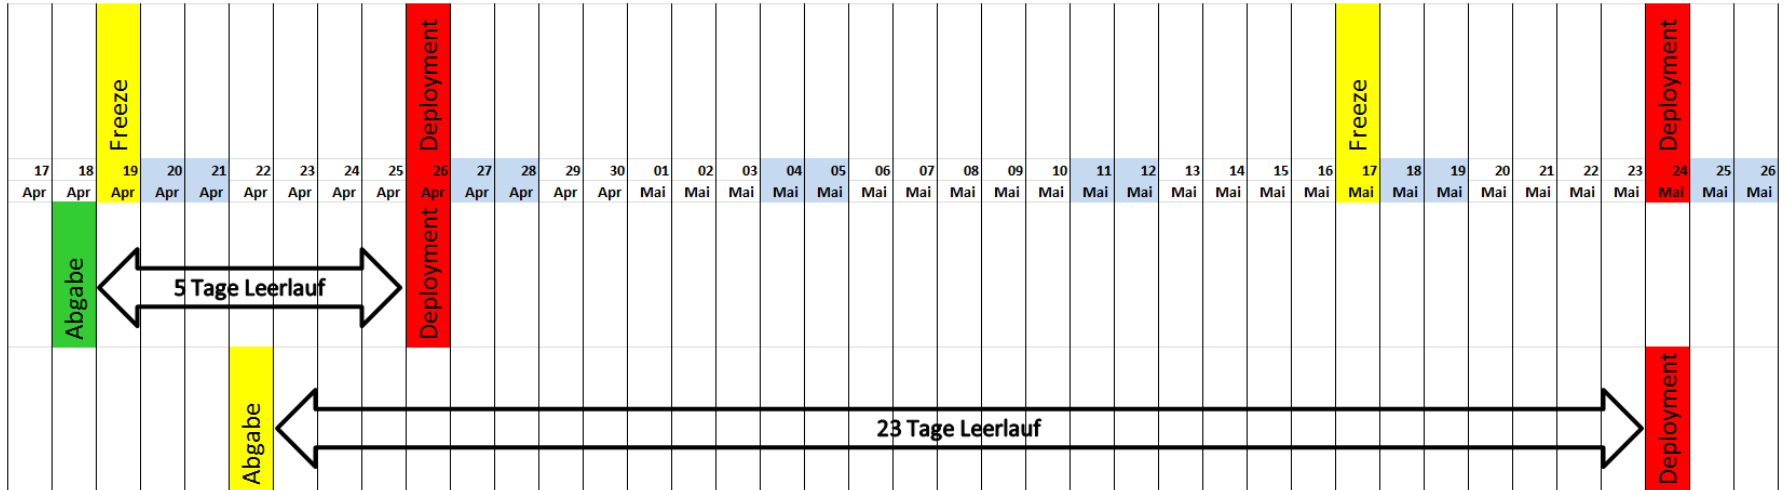 Freeze Deployment Freeze Deployment
17 18 19 20 21 22 23 24 25 26 27 28 29 30 01 02 03 04 05 06 07 08 09 10 11 12 13 14 15 16 17 18 19 20 21 22 23 24 25 26
Apr Apr Apr Apr Apr Apr Apr Apr Apr Apr Apr Apr Apr Apr Mai Mai Mai Mai Mai Mai Mai Mai Mai Mai Mai Mai Mai Mai Mai Mai Mai Mai Mai Mai Mai Mai Mai Mai Mai Mai
Abgabe 5 Tage Leerlauf Deployment
Abgabe 23 Tage Leerlauf Deployment